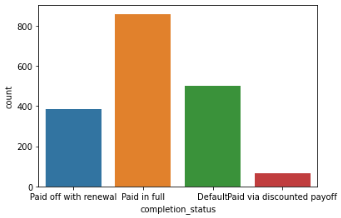 800
600
400
200
0
count
Paid off with renewal Paid in full Default Paid via discounted payoff
completion_status